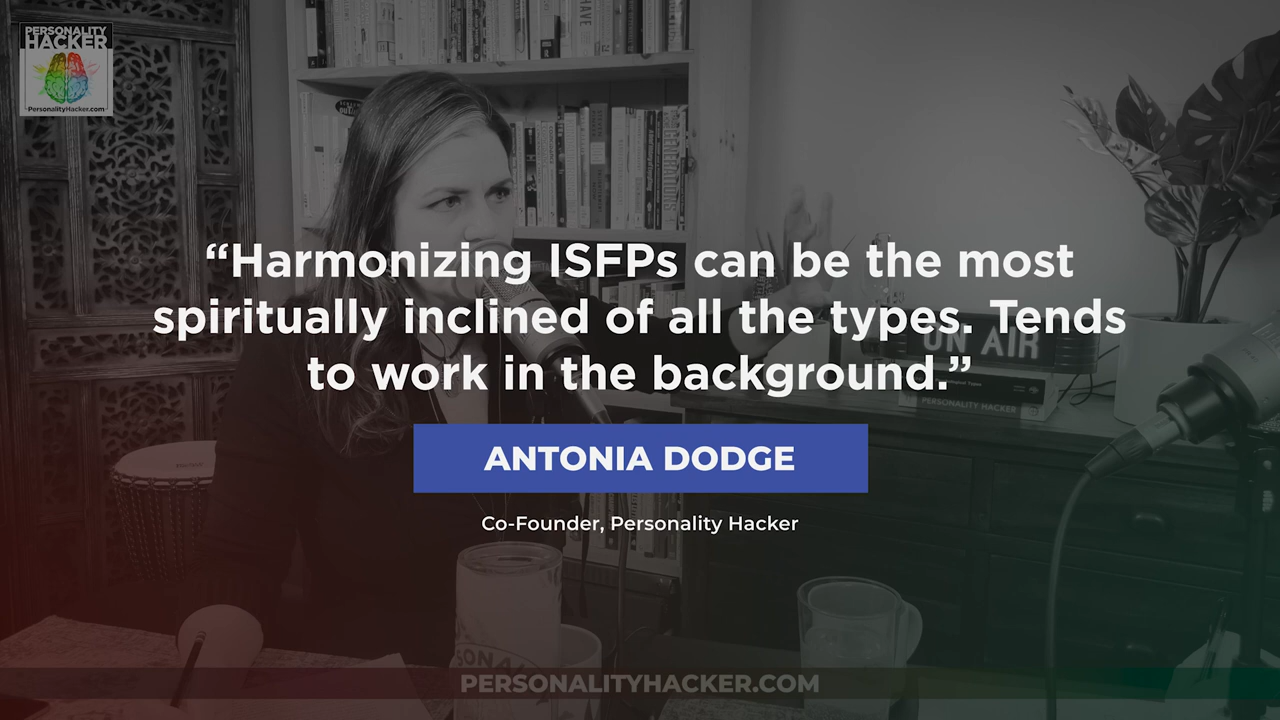 PERSONALITY
HACKER
PersonalityHacker.com
“Harmonizing ISFPs can be the most
spiritually inclined of all the types. Tends
to work in the background.”
ON AIR
PERSONALITY HACKER
ANTONIA DODGE
Co-Founder, Personality Hacker
PERSONALITYHACKER.COM